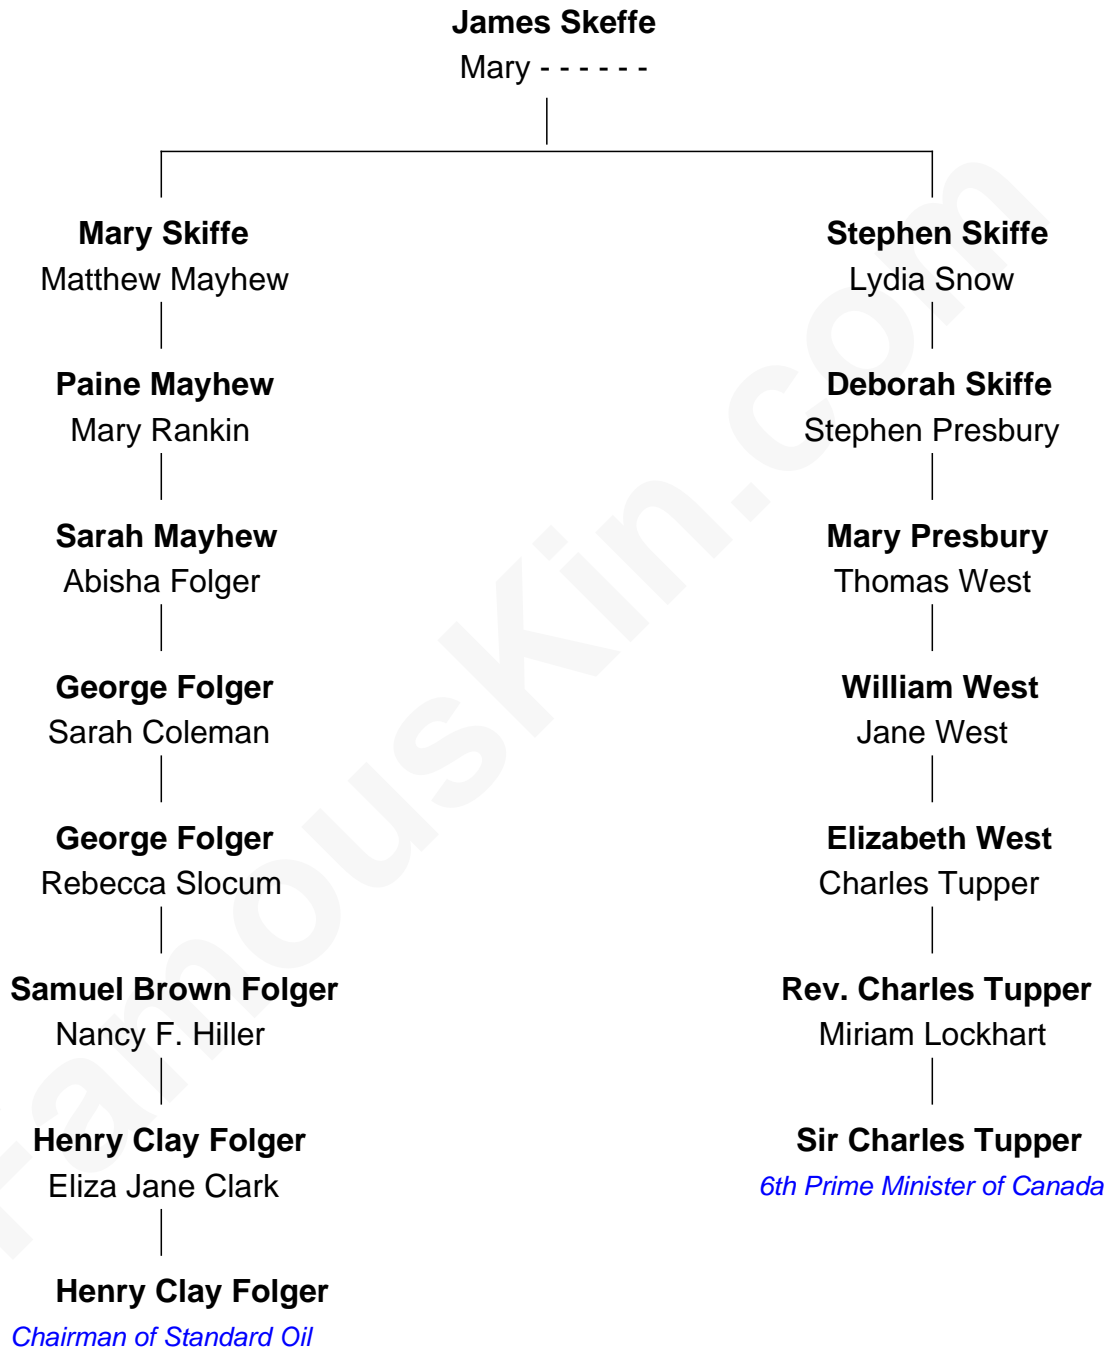 James Skeffe
Mary - - - - - -
Mary Skiffe
Matthew Mayhew
Stephen Skiffe
Lydia Snow
Paine Mayhew
Mary Rankin
Deborah Skiffe
Stephen Presbury
Sarah Mayhew
Abisha Folger
Mary Presbury
Thomas West
George Folger
Sarah Coleman
William West
Jane West
George Folger
Rebecca Slocum
Elizabeth West
Charles Tupper
Samuel Brown Folger
Nancy F. Hiller
Rev. Charles Tupper
Miriam Lockhart
Henry Clay Folger
Eliza Jane Clark
Sir Charles Tupper
6th Prime Minister of Canada
Henry Clay Folger
Chairman of Standard Oil
FamousKin.com